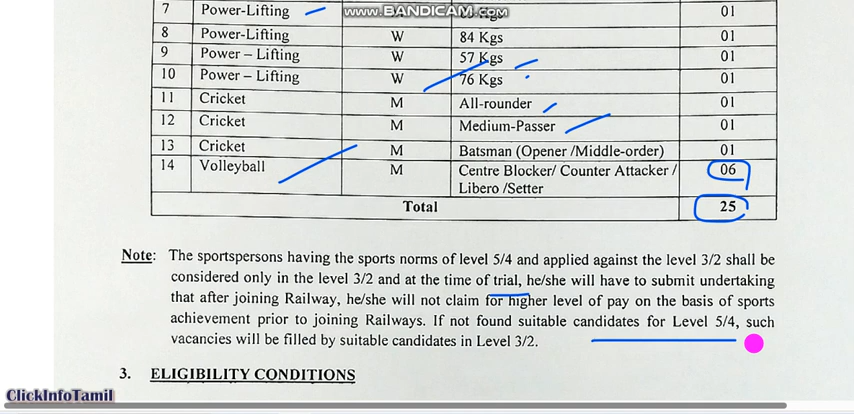 7 Power-Lifting Kgs 01
www.BANDICAM.com
8 Power-Lifting W 84 Kgs 01
9 Power – Lifting W 57 Kgs 01
10 Power – Lifting W 76 Kgs 01
11 Cricket M All-rounder 01
12 Cricket M Medium-Passer 01
13 Cricket M Batsman (Opener /Middle-order) 01
14 Volleyball M Centre Blocker/ Counter Attacker / 06
Libero /Setter
Total 25
Note: The sportspersons having the sports norms of level 5/4 and applied against the level 3/2 shall be
considered only in the level 3/2 and at the time of trial, he/she will have to submit undertaking
that after joining Railway, he/she will not claim for higher level of pay on the basis of sports
achievement prior to joining Railways. If not found suitable candidates for Level 5/4, such
vacancies will be filled by suitable candidates in Level 3/2.
3. ELIGIBILITY CONDITIONS
ClickInfoTamil